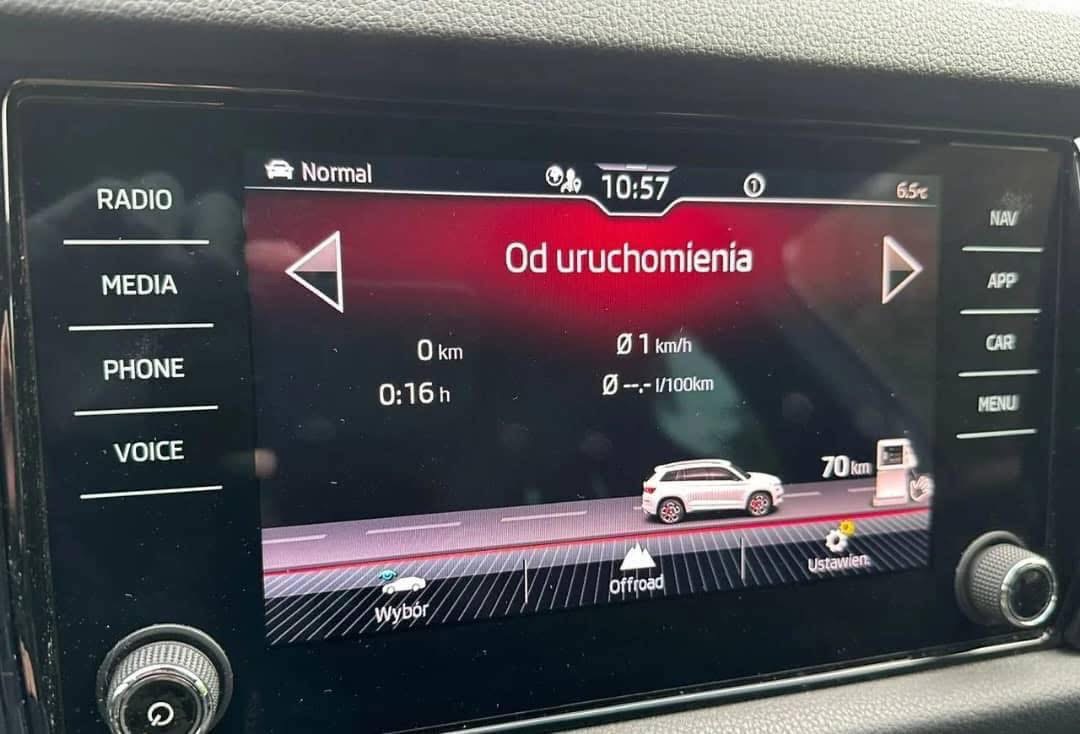 RADIO
MEDIA
PHONE
VOICE
Normal
10:57
1
6.5°C
Od uruchomienia
0 km
0:16 h
Ø 1 km/h
Ø --.- l/100km
70 km
Wybór
Offroad
Ustawien.
NAV
APP
CAR
MENU